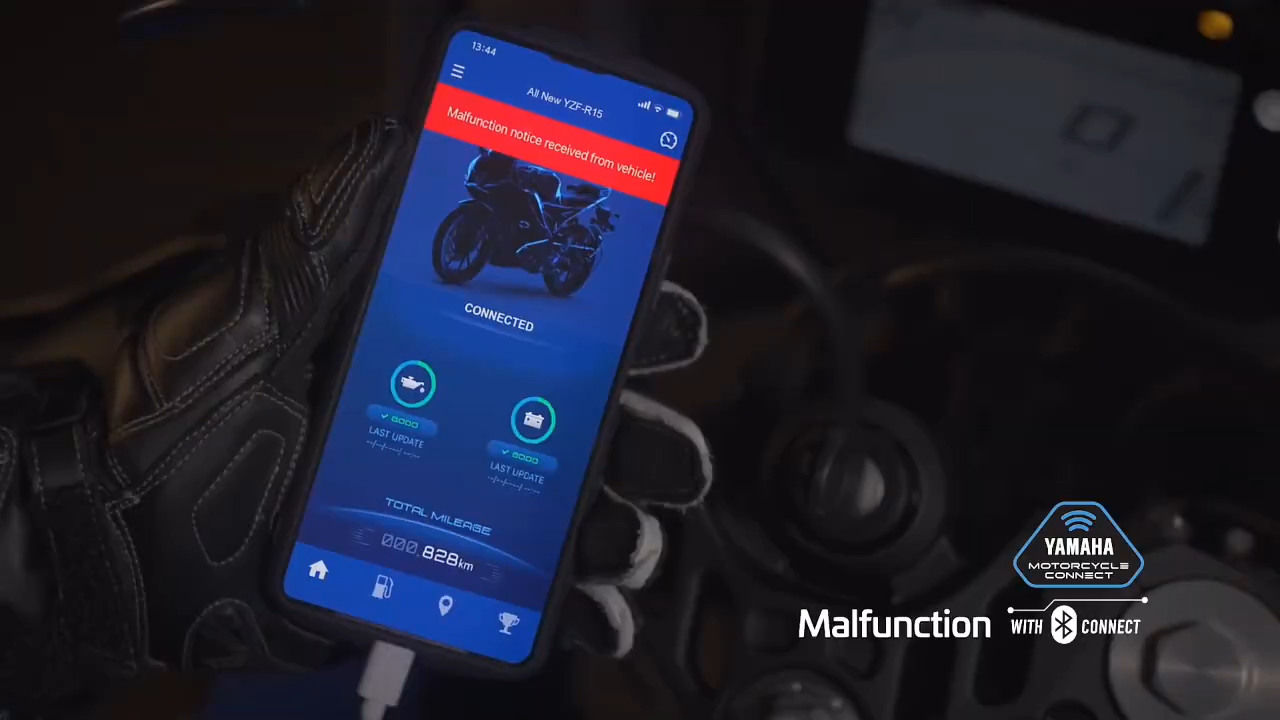 13:44
All New YZF-R15
Malfunction notice received from vehicle!
CONNECTED
GOOD
LAST UPDATE
--/--/-- --:--
GOOD
LAST UPDATE
--/--/-- --:--
TOTAL MILEAGE
000,828km
YAMAHA
MOTORCYCLE
CONNECT
Malfunction
WITH CONNECT